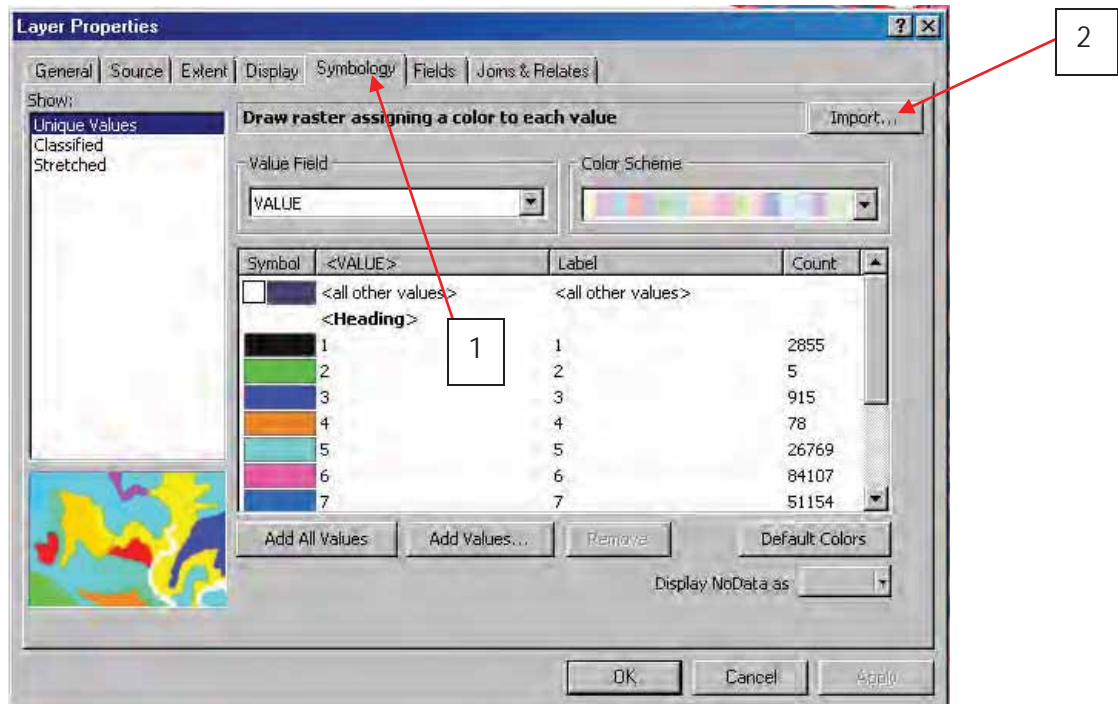 Layer Properties
2
General Source Extent Display Symbology Fields Joins & Relates
Show:
Unique Values
Classified
Stretched
Draw raster assigning a color to each value
Import...
Value Field
Color Scheme
VALUE
Symbol <VALUE> Label Count
<all other values> <all other values>
<Heading>
1
1 1 2855
2 2 5
3 3 915
4 4 78
5 5 26769
6 6 84107
7 7 51154
Add All Values Add Values... Remove Default Colors
Display NoData as
OK Cancel Apply